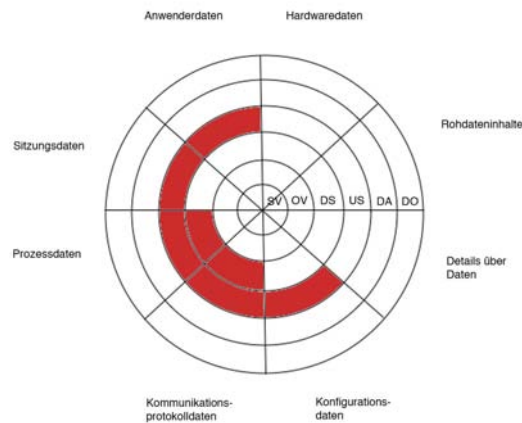 Anwenderdaten
Hardwaredaten
Rohdateninhalte
Sitzungsdaten
SV OV DS US DA DO
Prozessdaten
Details über
Daten
Kommunikations-
protokolldaten
Konfigurations-
daten